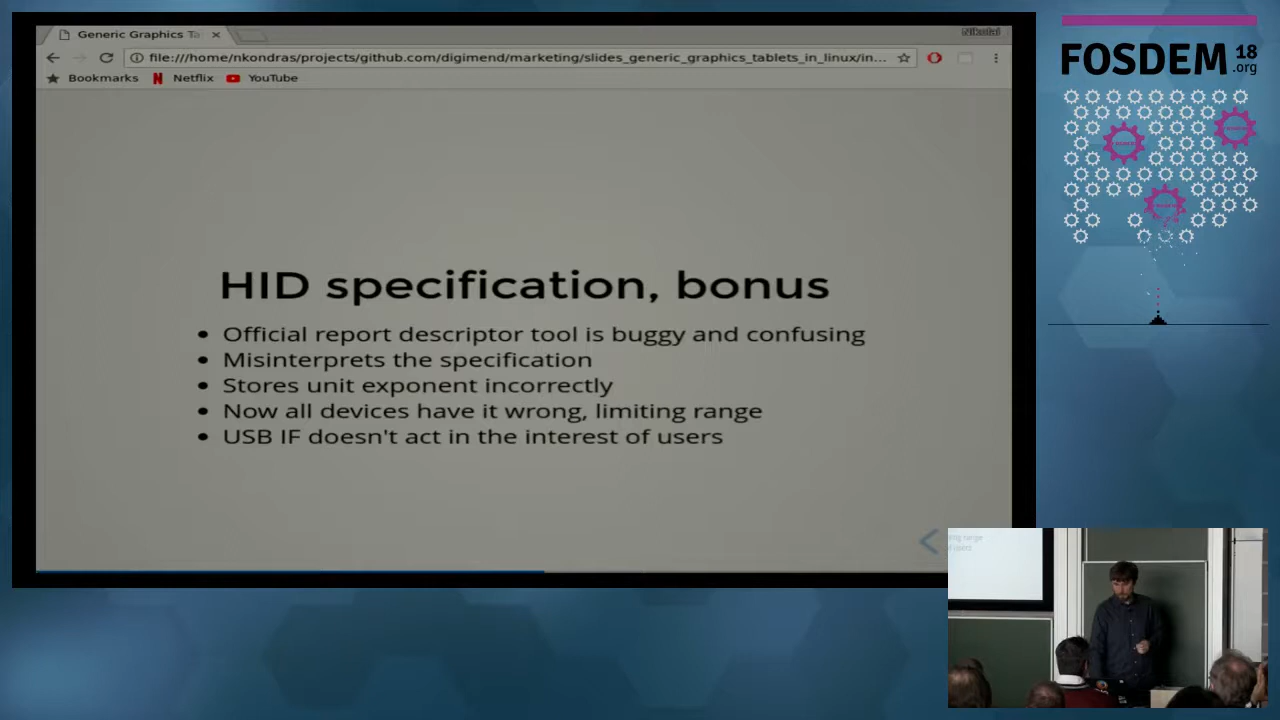 Generic Graphics Ta
Nikolai
file:///home/nkondras/projects/github.com/digimend/marketing/slides_generic_graphics_tablets_in_linux/in...
Bookmarks
Netflix
YouTube
HID specification, bonus
Official report descriptor tool is buggy and confusing
Misinterprets the specification
Stores unit exponent incorrectly
Now all devices have it wrong, limiting range
USB IF doesn't act in the interest of users
FOSDEM 18
.org